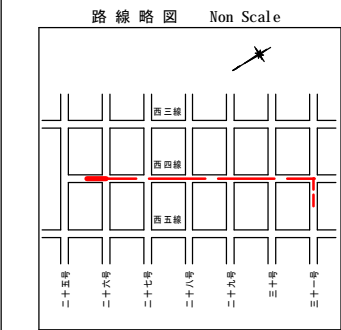 路線略図 Non Scale
西三線
西四線
西五線
二十五号
二十六号
二十七号
二十八号
二十九号
三十号
三十一号